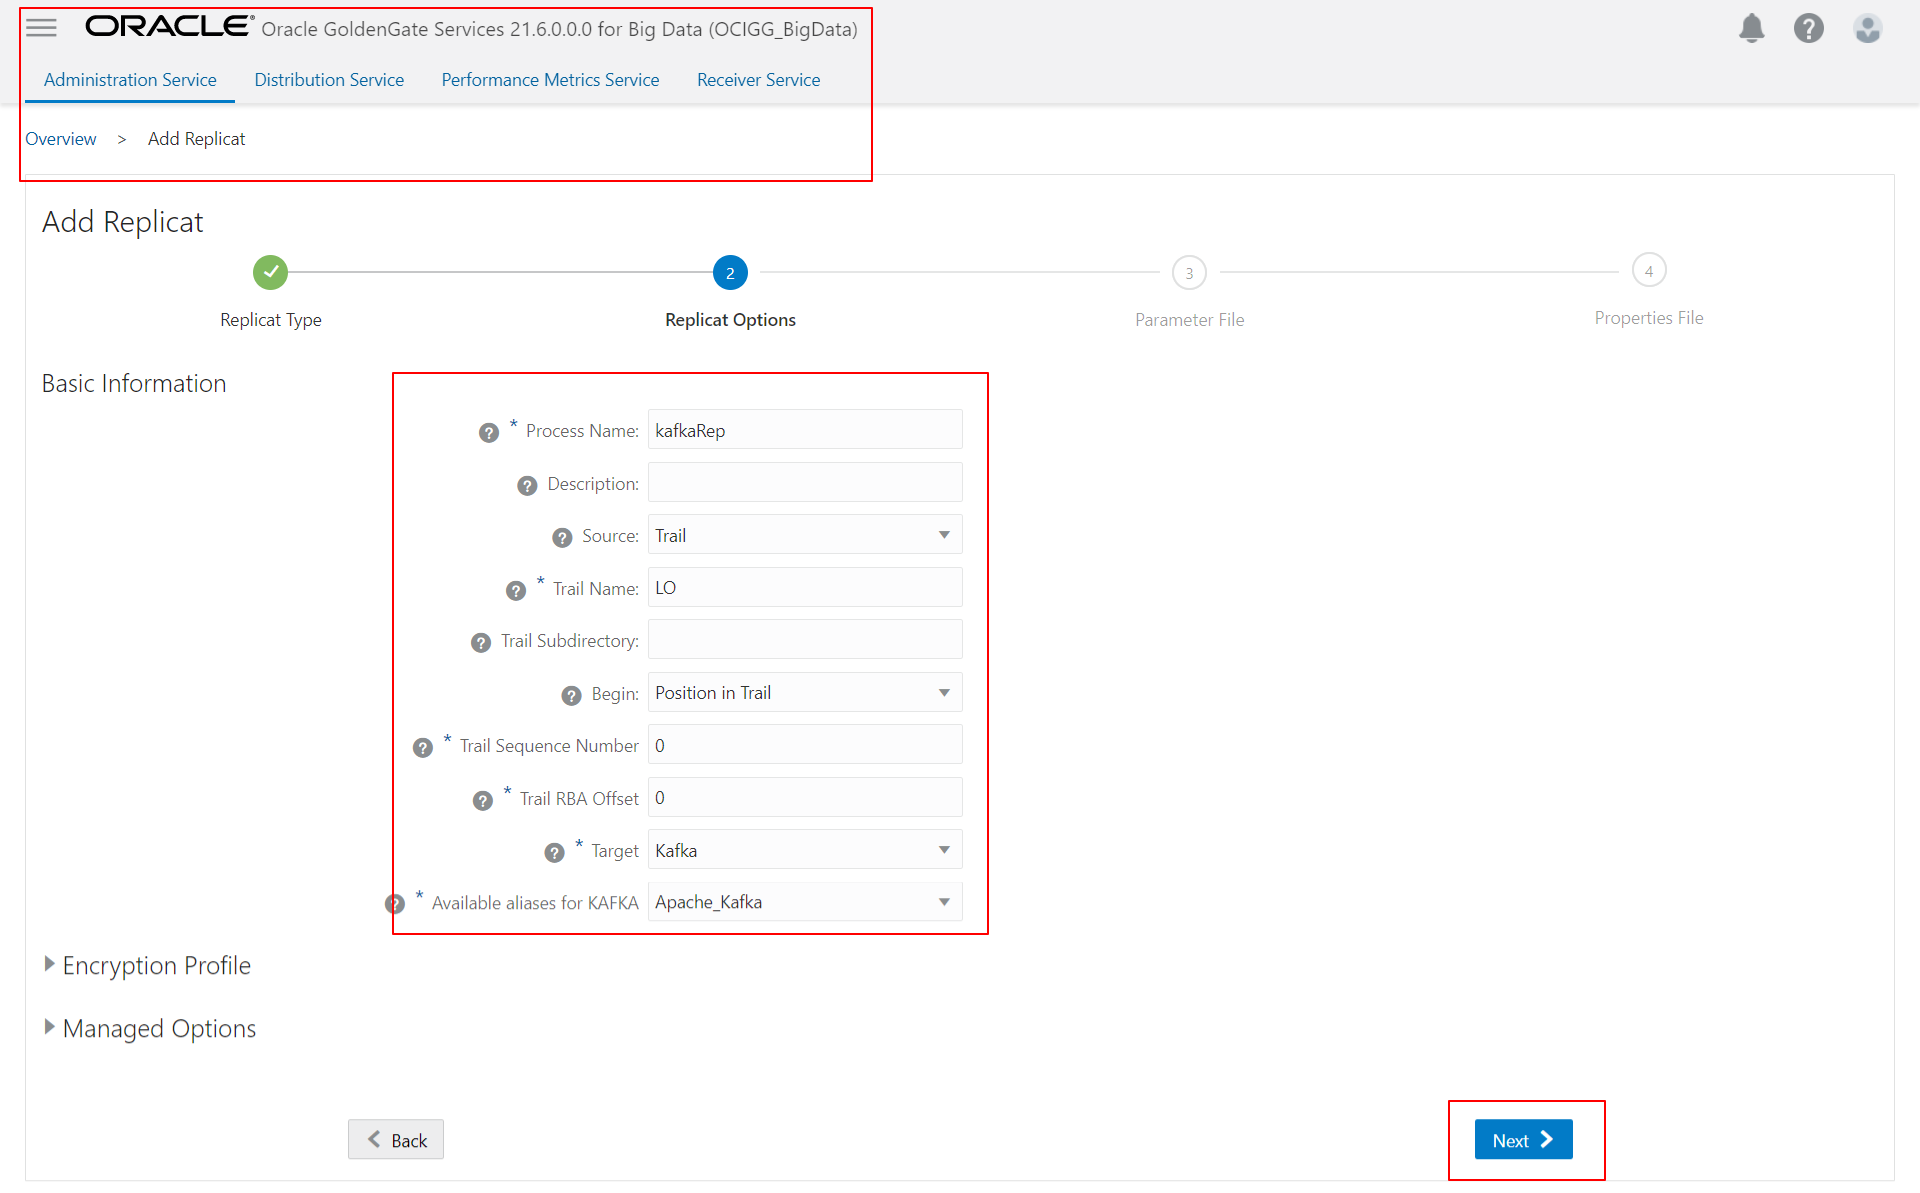 ORACLE® Oracle GoldenGate Services 21.6.0.0.0 for Big Data (OCIGG_BigData)
Administration Service Distribution Service Performance Metrics Service Receiver Service
Overview > Add Replicat
Add Replicat
2 3 4
Replicat Type Replicat Options Parameter File Properties File
Basic Information
? * Process Name: kafkaRep
? Description:
? Source: Trail
? * Trail Name: LO
? Trail Subdirectory:
? Begin: Position in Trail
? * Trail Sequence Number 0
? * Trail RBA Offset 0
? * Target Kafka
? * Available aliases for KAFKA Apache_Kafka
Encryption Profile
Managed Options
Back Next